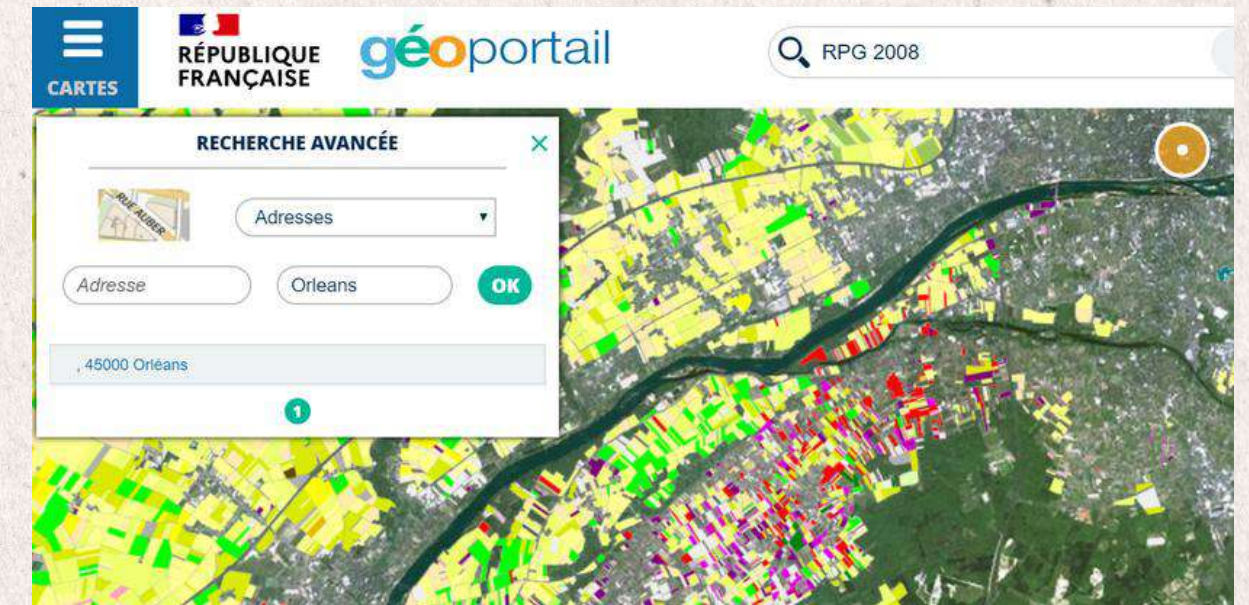 CARTES
RÉPUBLIQUE
FRANÇAISE
géoportail
RPG 2008
RECHERCHE AVANCÉE
RUE AUBER
Adresses
Adresse
Orleans
OK
, 45000 Orléans
1